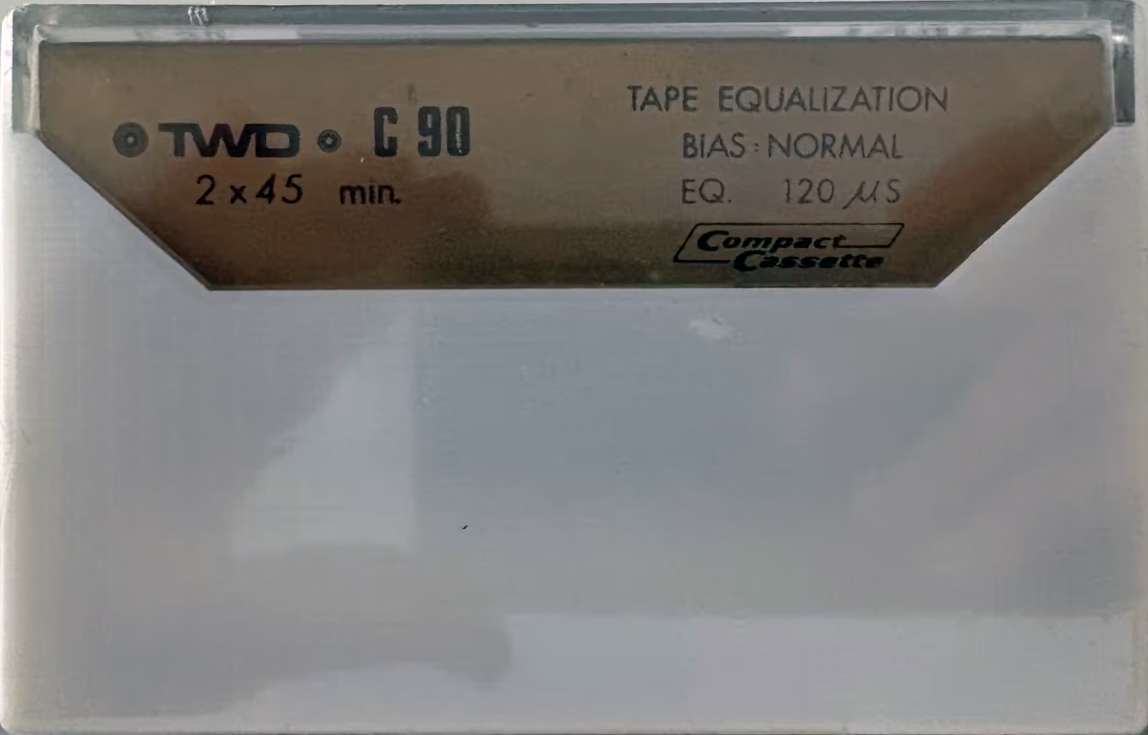 TWD C 90
2 x 45 min.
TAPE EQUALIZATION
BIAS : NORMAL
EQ. 120 µS
Compact
Cassette